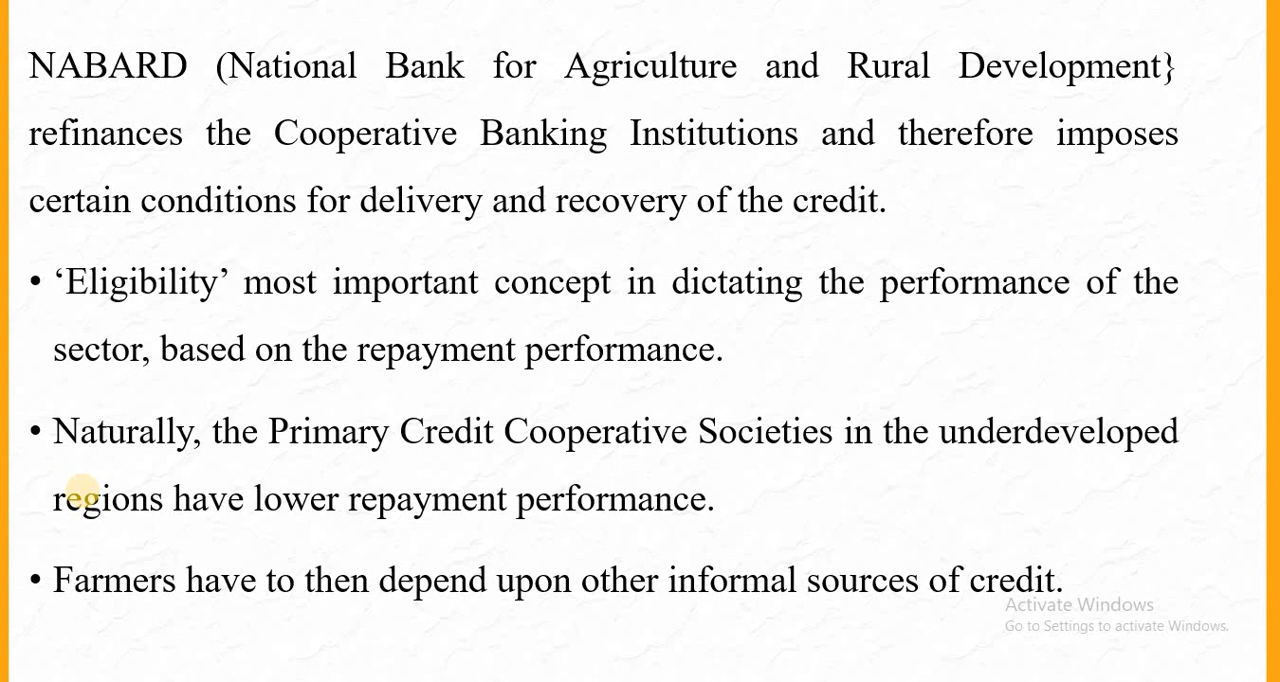 NABARD (National Bank for Agriculture and Rural Development}
refinances the Cooperative Banking Institutions and therefore imposes
certain conditions for delivery and recovery of the credit.
• ‘Eligibility’ most important concept in dictating the performance of the
sector, based on the repayment performance.
• Naturally, the Primary Credit Cooperative Societies in the underdeveloped
regions have lower repayment performance.
• Farmers have to then depend upon other informal sources of credit.
Activate Windows
Go to Settings to activate Windows.